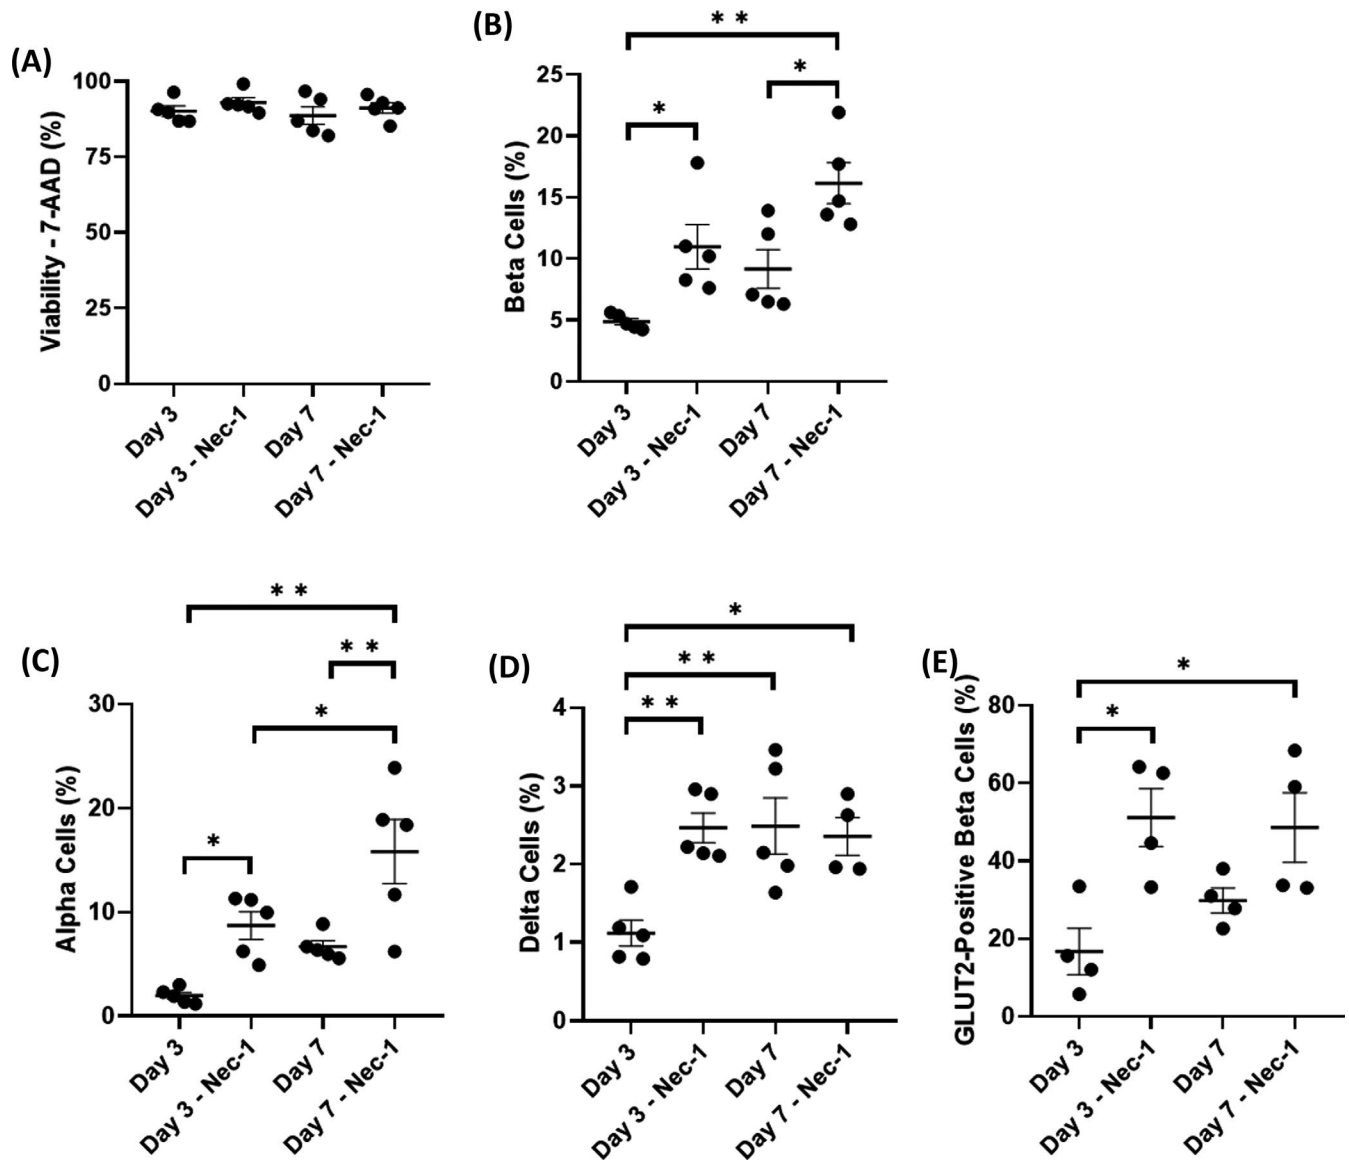 (A)
Viability - 7-AAD (%)
100
75
50
25
0
Day 3
Day 3 - Nec-1
Day 7
Day 7 - Nec-1
(B)
Beta Cells (%)
* *
*
*
25
20
15
10
5
0
Day 3
Day 3 - Nec-1
Day 7
Day 7 - Nec-1
(C)
Alpha Cells (%)
* *
* *
*
*
30
20
10
0
Day 3
Day 3 - Nec-1
Day 7
Day 7 - Nec-1
(D)
Delta Cells (%)
*
* *
* *
4
3
2
1
0
Day 3
Day 3 - Nec-1
Day 7
Day 7 - Nec-1
(E)
GLUT2-Positive Beta Cells (%)
*
*
80
60
40
20
0
Day 3
Day 3 - Nec-1
Day 7
Day 7 - Nec-1